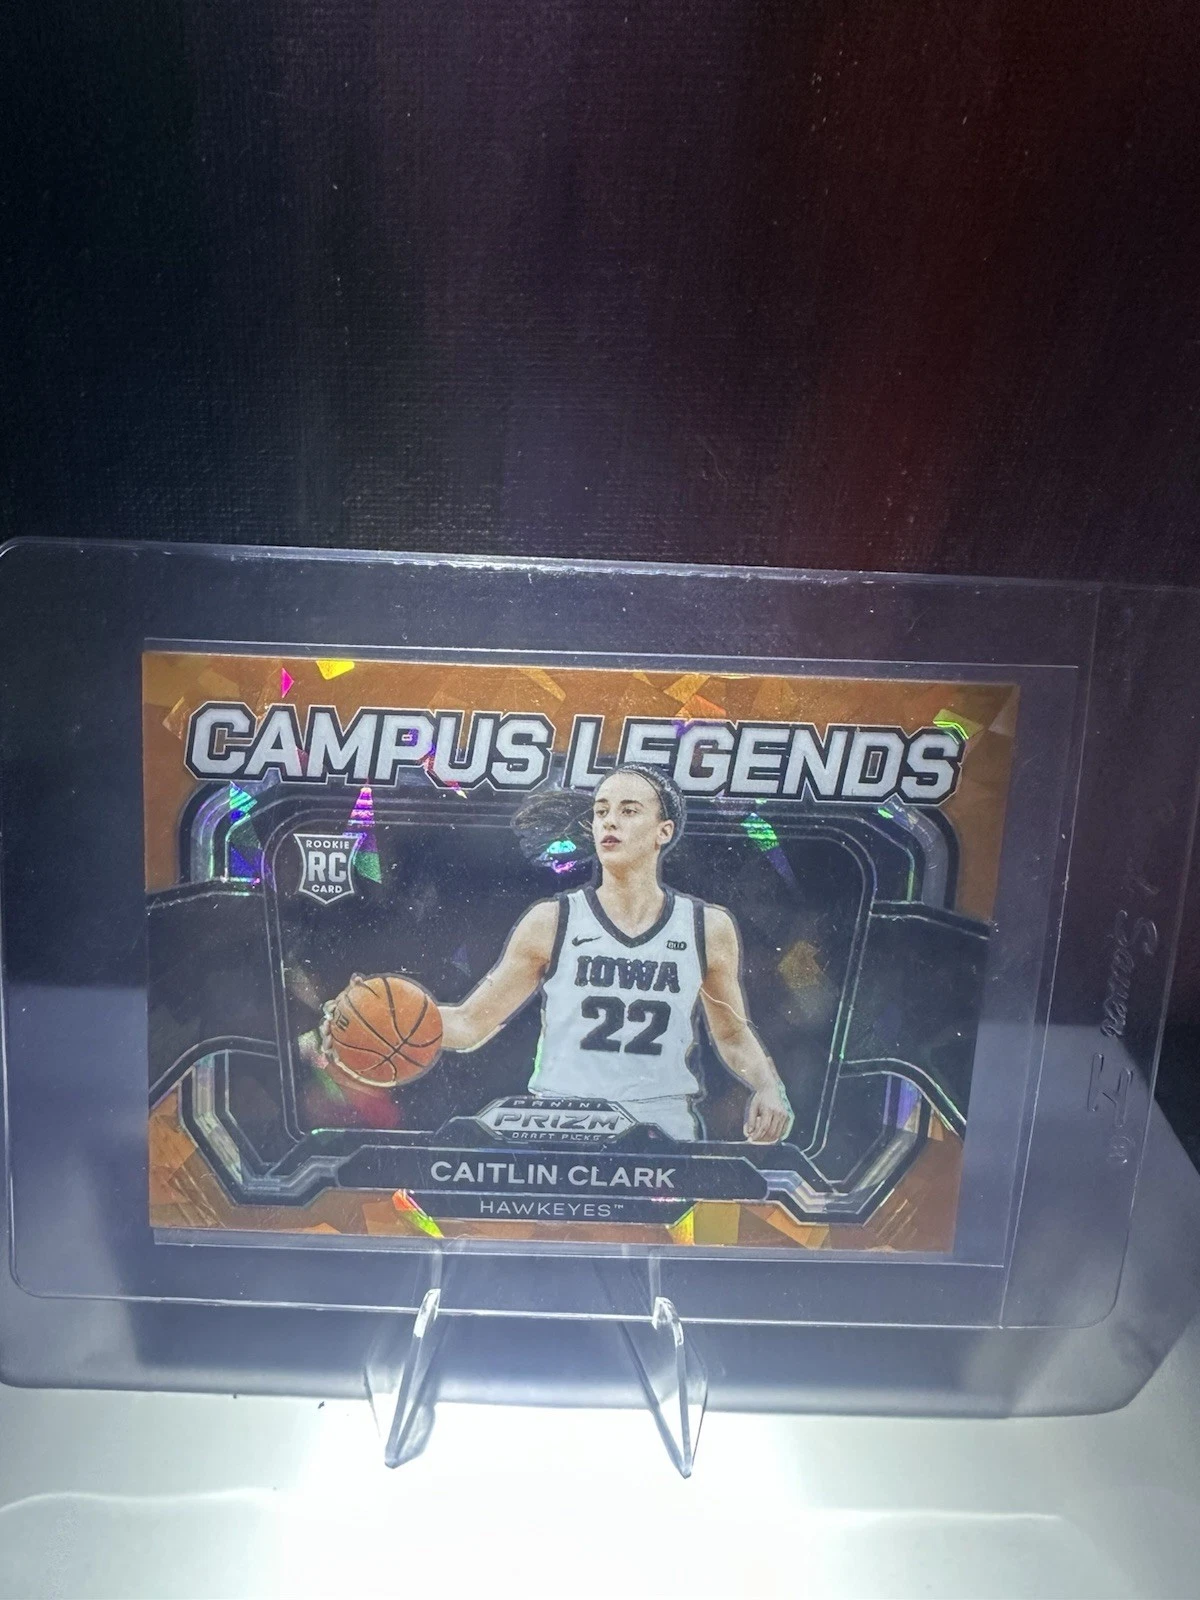 CAMPUS LEGENDS
ROOKIE
RC
CARD
IOWA
22
PANINI
PRIZM
DRAFT PICKS
CAITLIN CLARK
HAWKEYES™